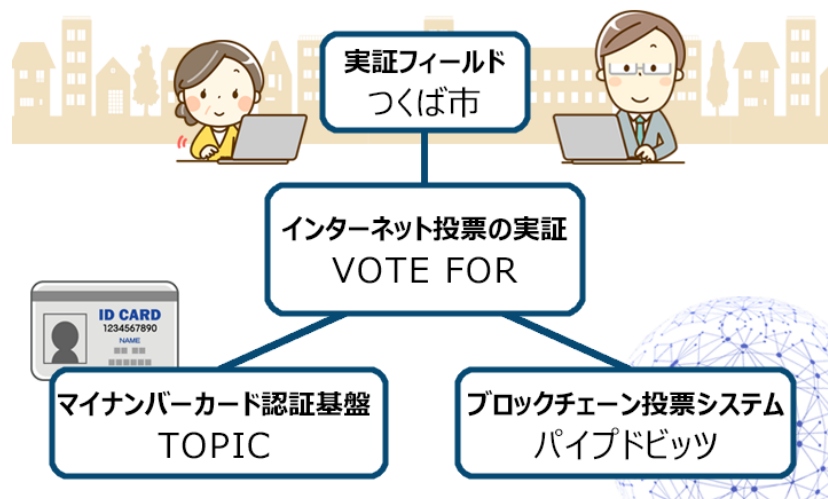 実証フィールド
つくば市
インターネット投票の実証
VOTE FOR
ID CARD
1234567890
NAME
マイナンバーカード認証基盤
TOPIC
ブロックチェーン投票システム
パイプドビッツ